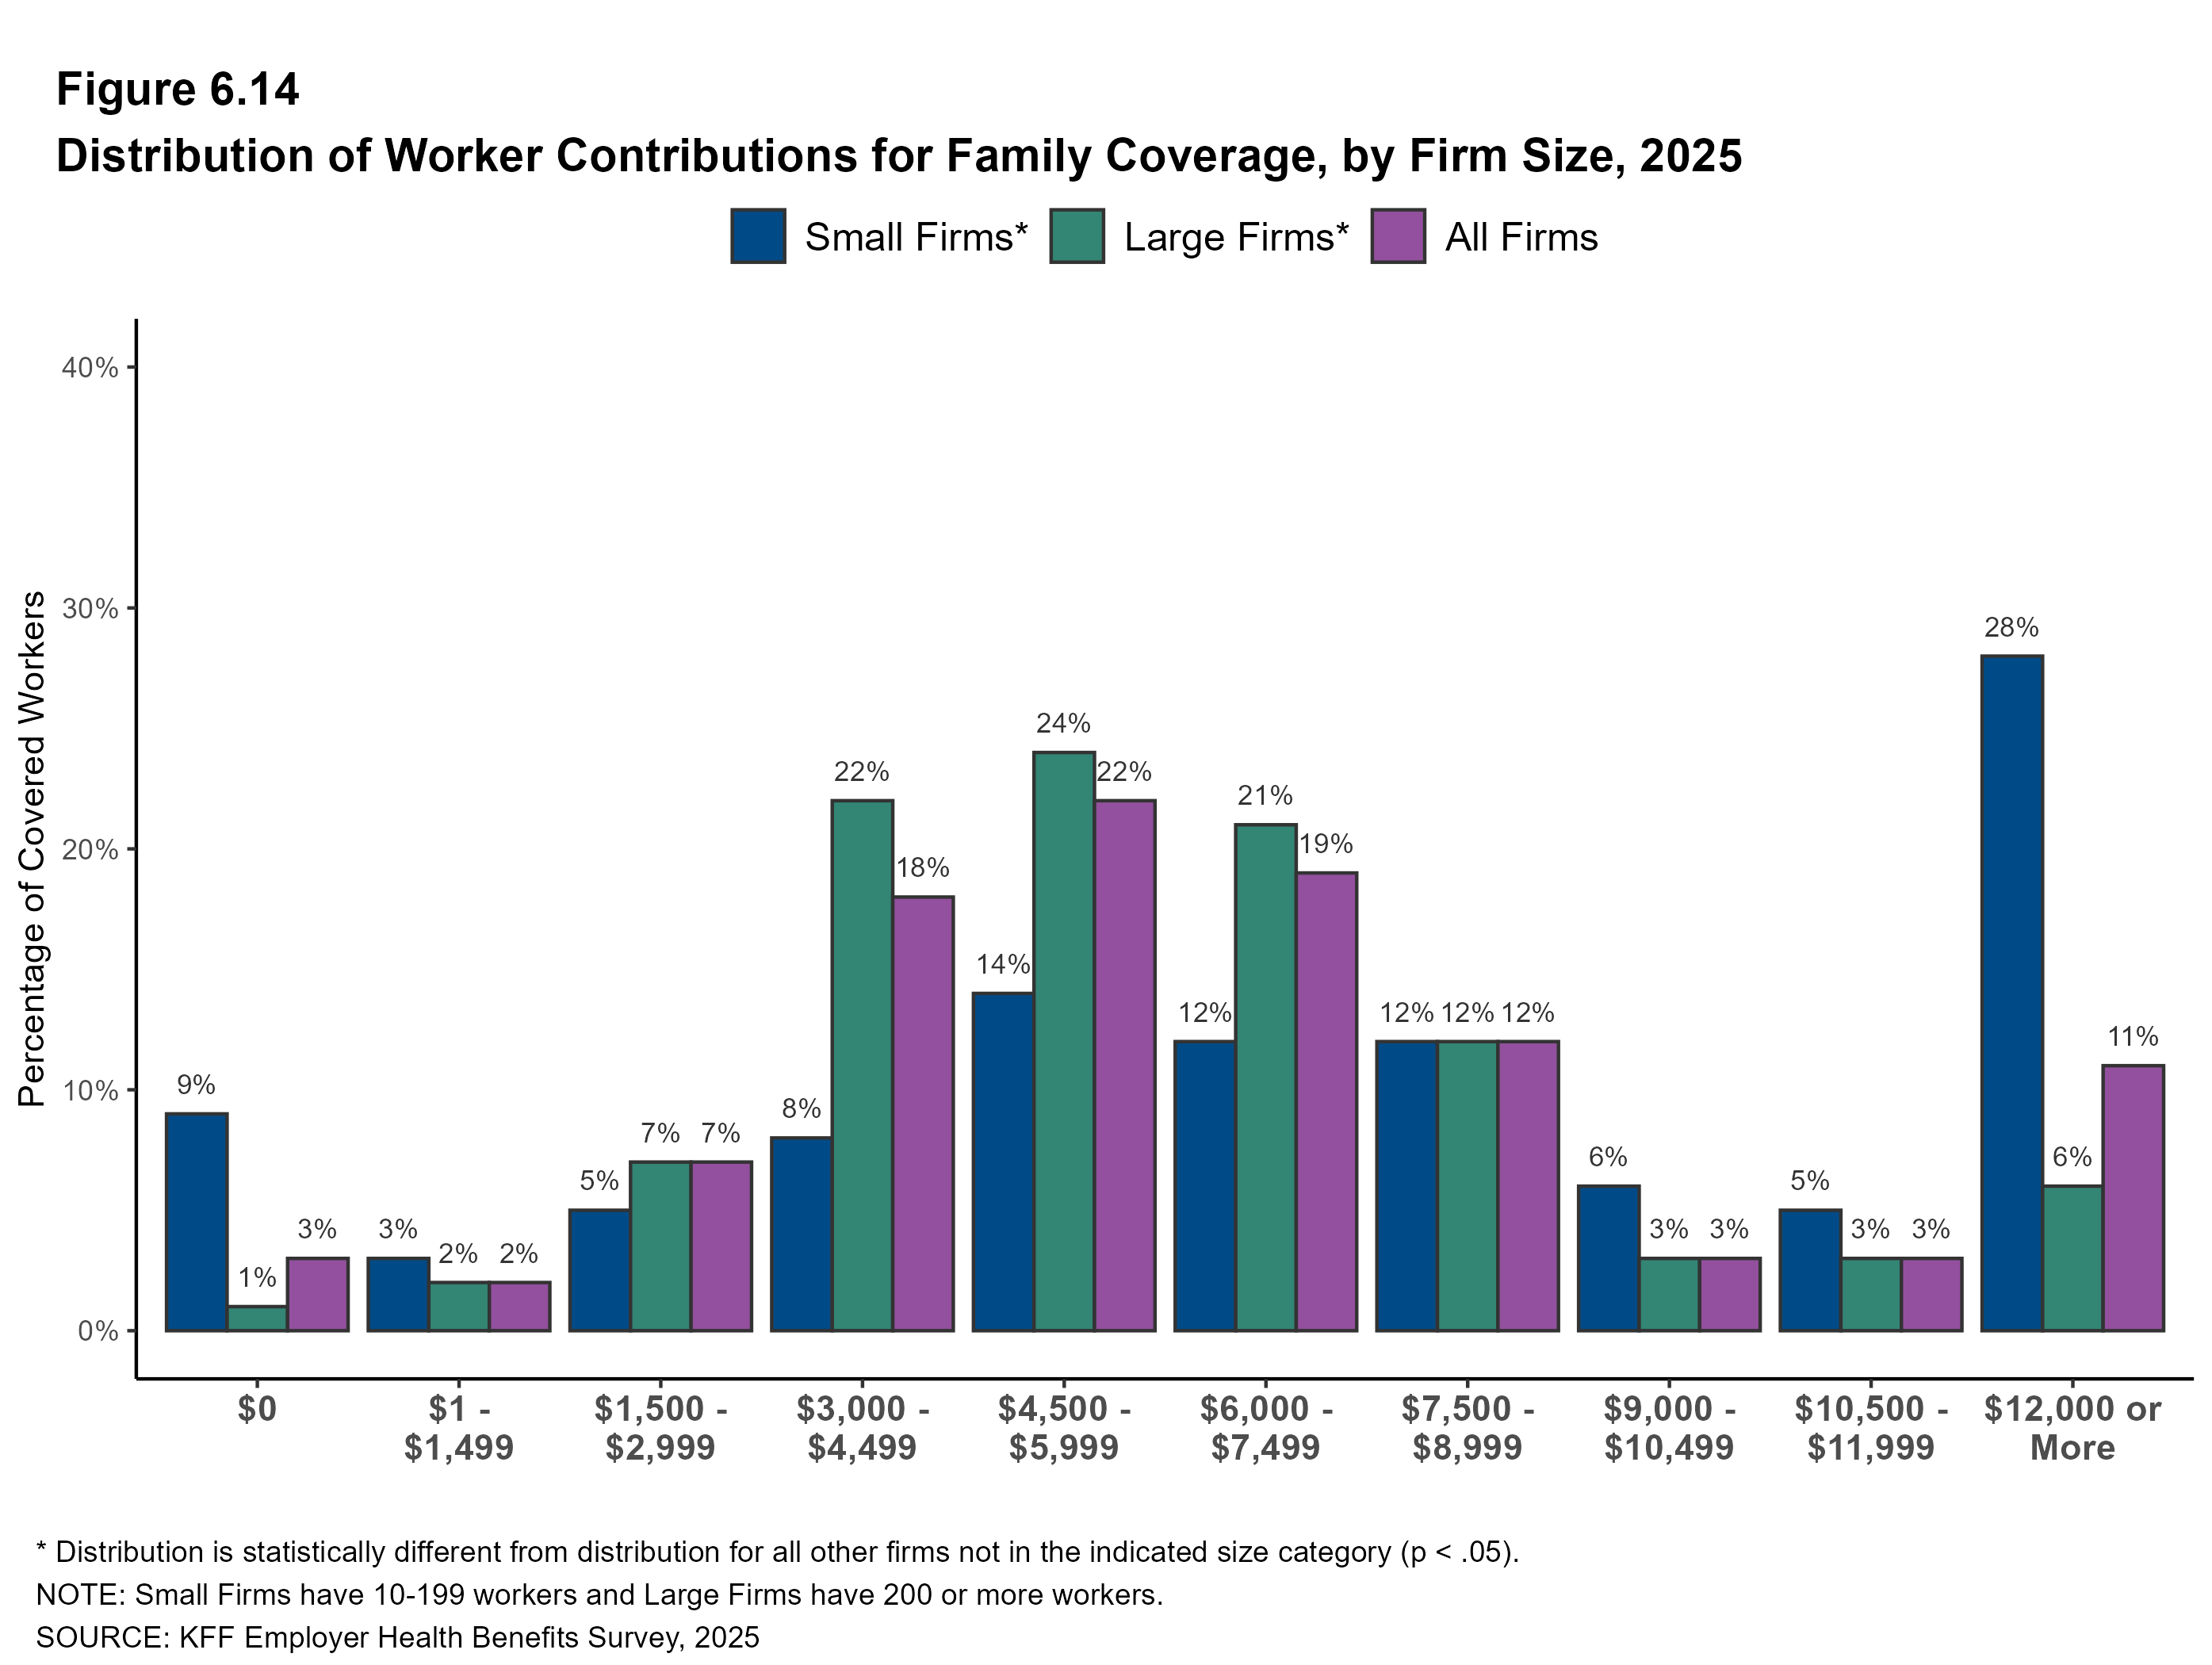 Figure 6.14
Distribution of Worker Contributions for Family Coverage, by Firm Size, 2025
Small Firms* Large Firms* All Firms
Percentage of Covered Workers
40%
30%
20%
10%
0%
9% 1% 3%
3% 2% 2%
5% 7% 7%
8% 22% 18%
14% 24% 22%
12% 21% 19%
12% 12% 12%
6% 3% 3%
5% 3% 3%
28% 6% 11%
$0
$1 -
$1,499
$1,500 -
$2,999
$3,000 -
$4,499
$4,500 -
$5,999
$6,000 -
$7,499
$7,500 -
$8,999
$9,000 -
$10,499
$10,500 -
$11,999
$12,000 or
More
* Distribution is statistically different from distribution for all other firms not in the indicated size category (p < .05).
NOTE: Small Firms have 10-199 workers and Large Firms have 200 or more workers.
SOURCE: KFF Employer Health Benefits Survey, 2025